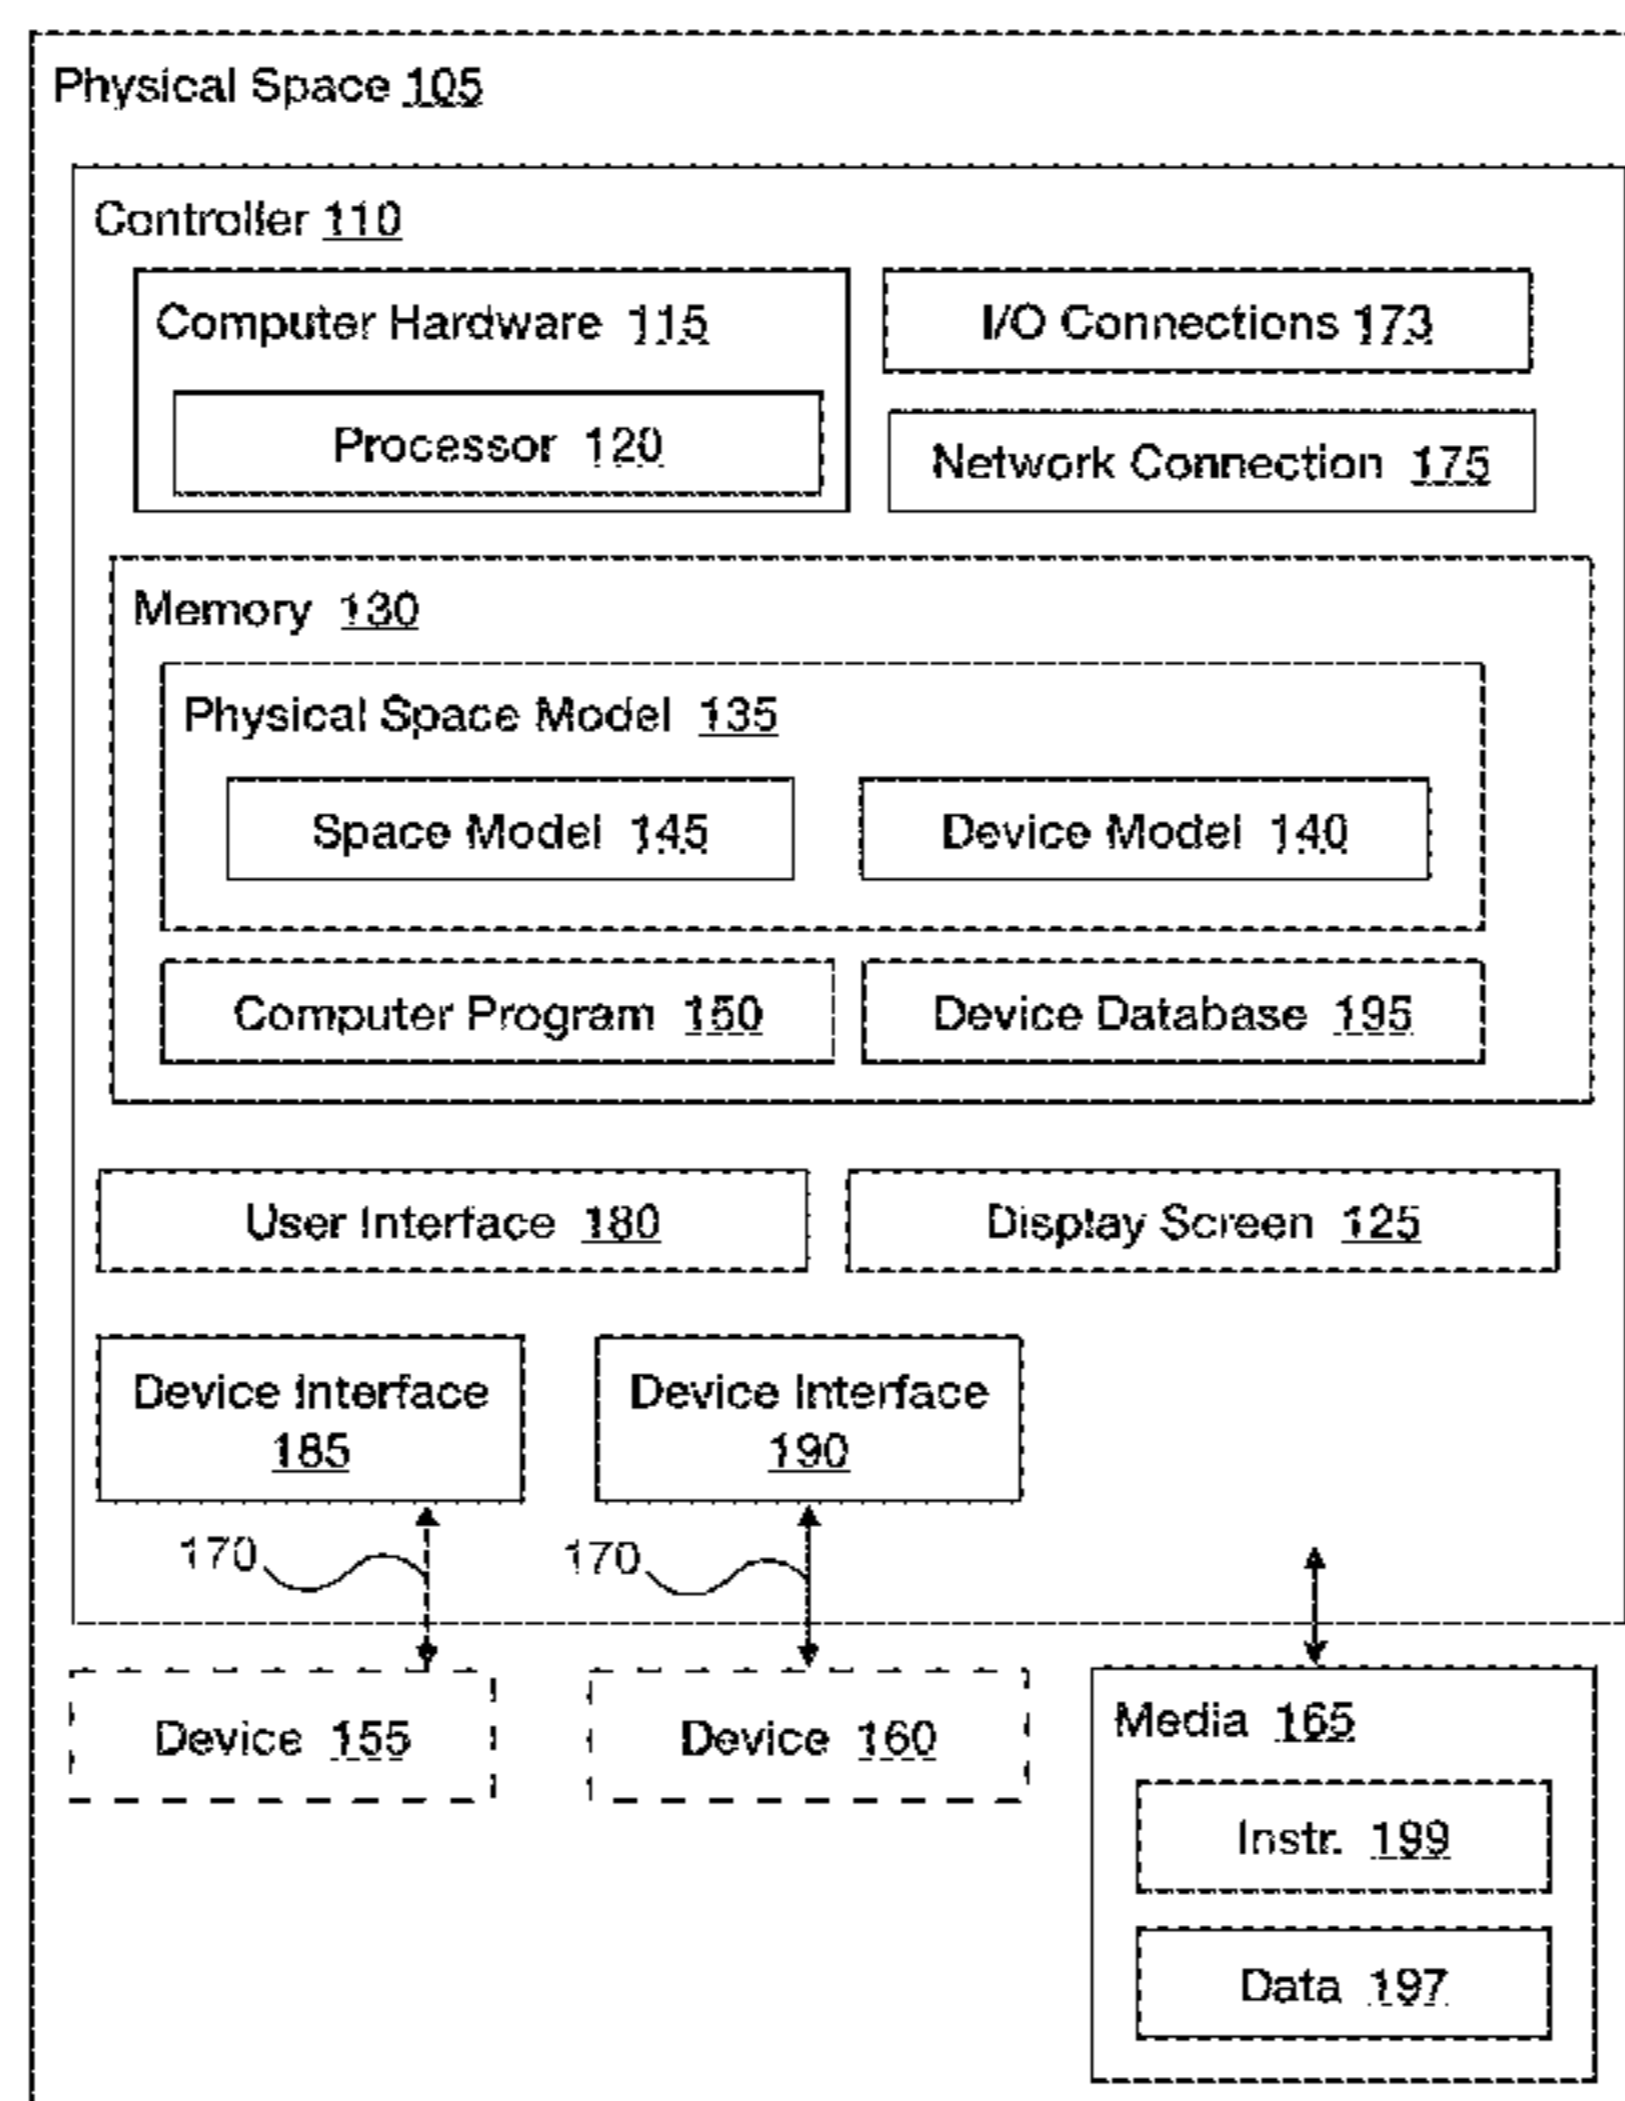 Physical Space 105
Controller 110
Computer Hardware 115
I/O Connections 173
Processor 120
Network Connection 175
Memory 130
Physical Space Model 135
Space Model 145
Device Model 140
Computer Program 150
Device Database 195
User Interface 180
Display Screen 125
Device Interface
185
Device Interface
190
170
170
Device 155
Device 160
Media 165
Instr. 199
Data 197